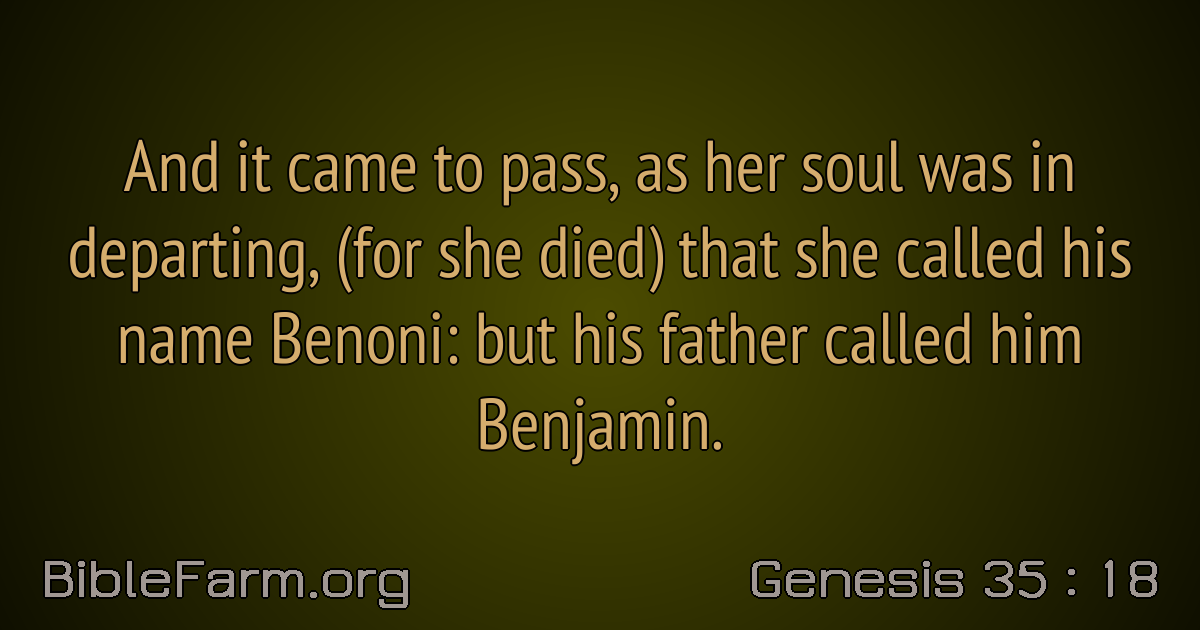 And it came to pass, as her soul was in
departing, (for she died) that she called his
name Benoni: but his father called him
Benjamin.
BibleFarm.org
Genesis 35 : 18